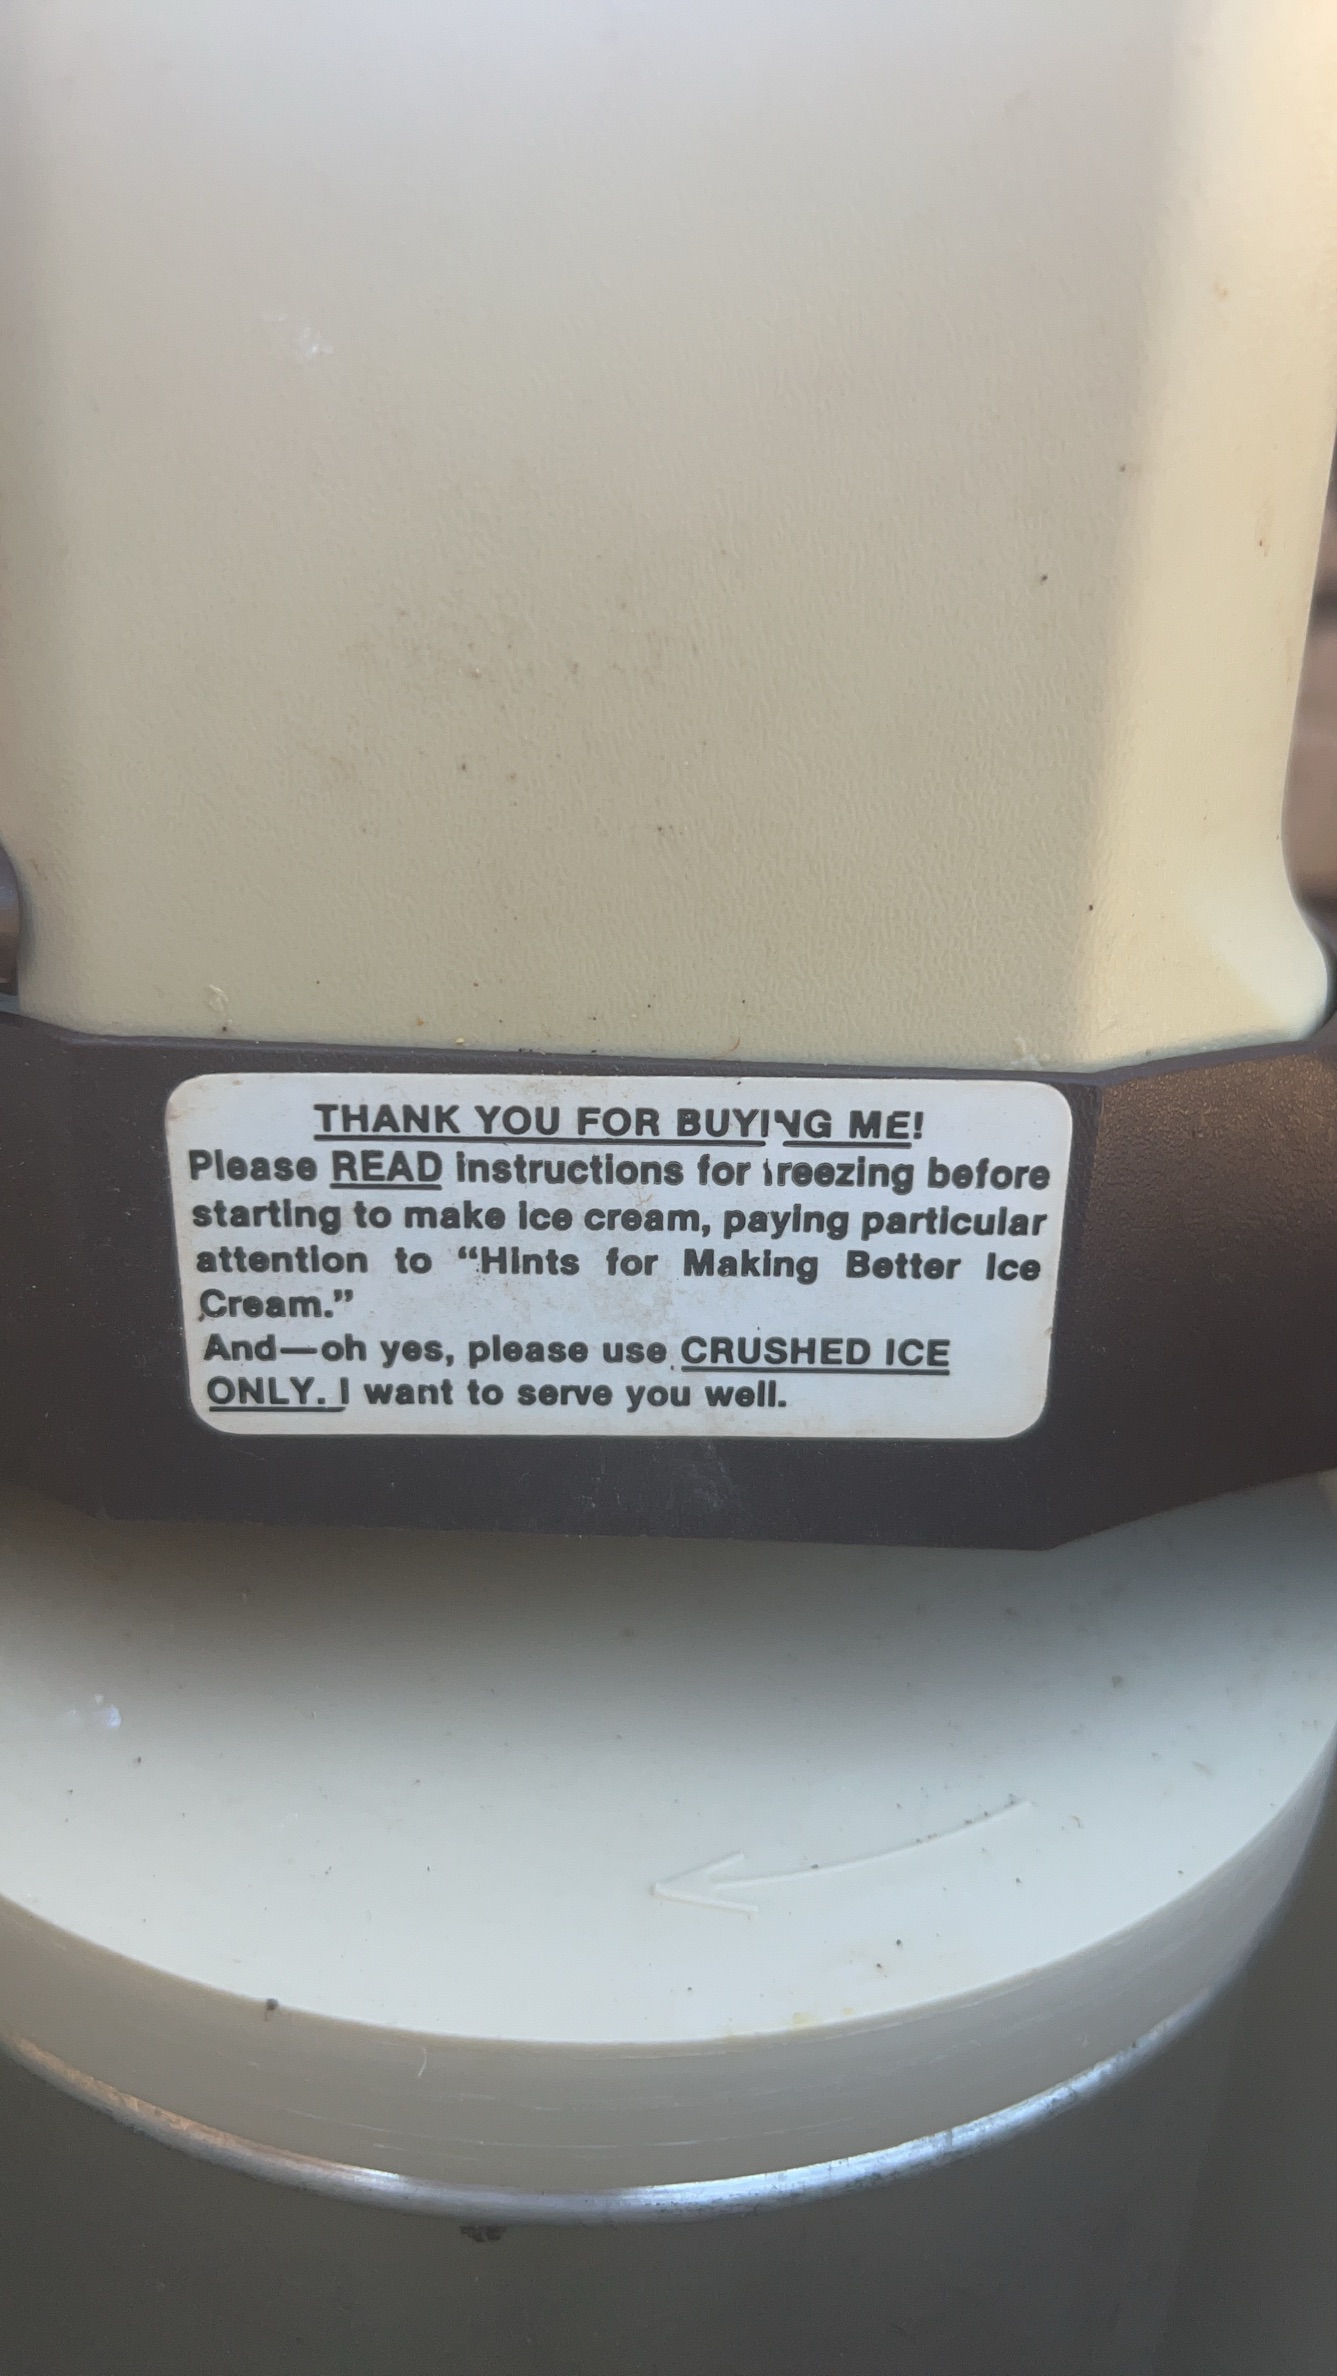 THANK YOU FOR BUYING ME!
Please READ instructions for freezing before
starting to make ice cream, paying particular
attention to “Hints for Making Better Ice
Cream.”
And—oh yes, please use CRUSHED ICE
ONLY. I want to serve you well.